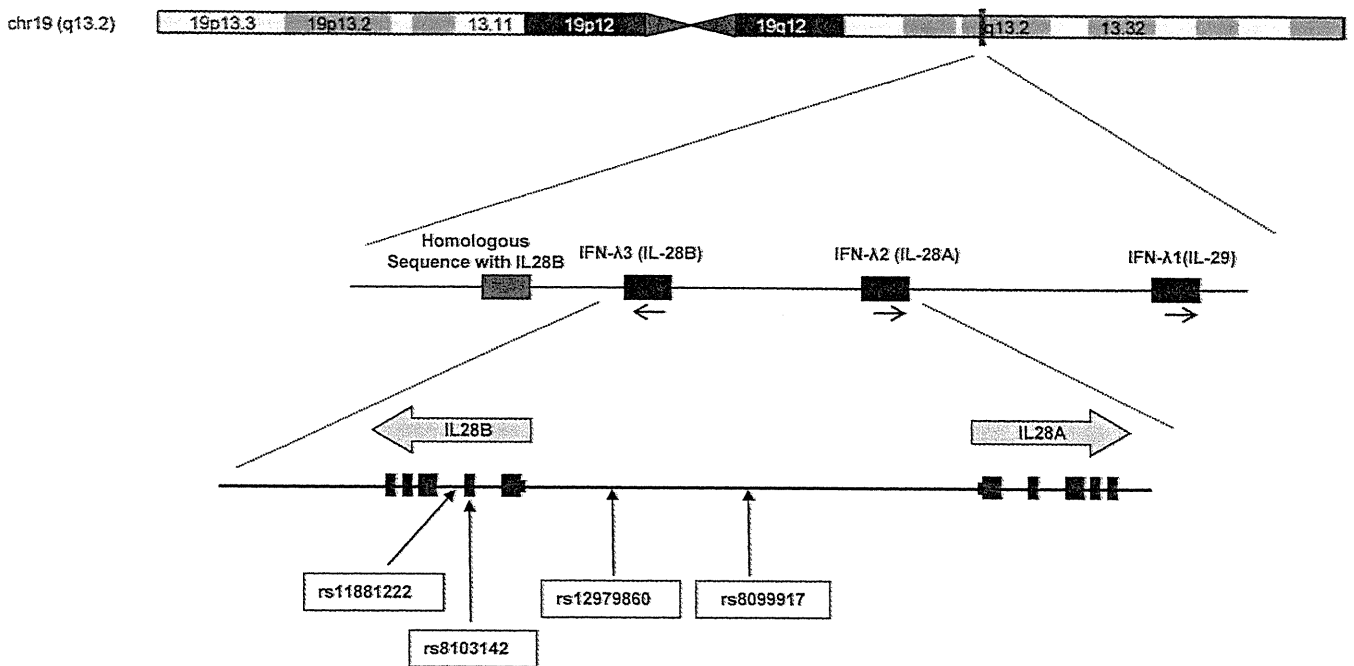 chr19 (q13.2)
19p13.3
19p13.2
13.11
19p12
19q12
q13.2
13.32
Homologous
Sequence with IL28B
IFN-λ3 (IL-28B)
IFN-λ2 (IL-28A)
IFN-λ1(IL-29)
IL28B
IL28A
rs11881222
rs12979860
rs8099917
rs8103142